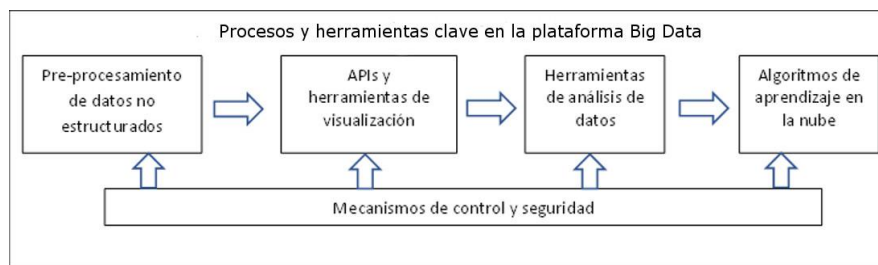 Procesos y herramientas clave en la plataforma Big Data
Pre-procesamiento
de datos no
estructurados
APIs y
herramientas de
visualización
Herramientas
de análisis de
datos
Algoritmos de
aprendizaje en
la nube
Mecanismos de control y seguridad